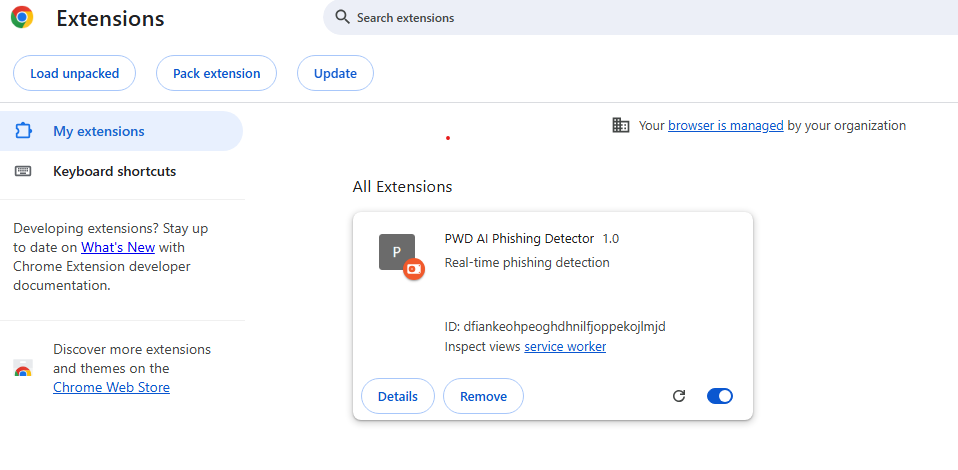 Extensions
Search extensions
Load unpacked
Pack extension
Update
My extensions
Keyboard shortcuts
Developing extensions? Stay up
to date on What's New with
Chrome Extension developer
documentation.
Discover more extensions
and themes on the
Chrome Web Store
Your browser is managed by your organization
All Extensions
P
PWD AI Phishing Detector 1.0
Real-time phishing detection
ID: dfiankeohpeoghdhnilfjoppekojlmjd
Inspect views service worker
Details
Remove